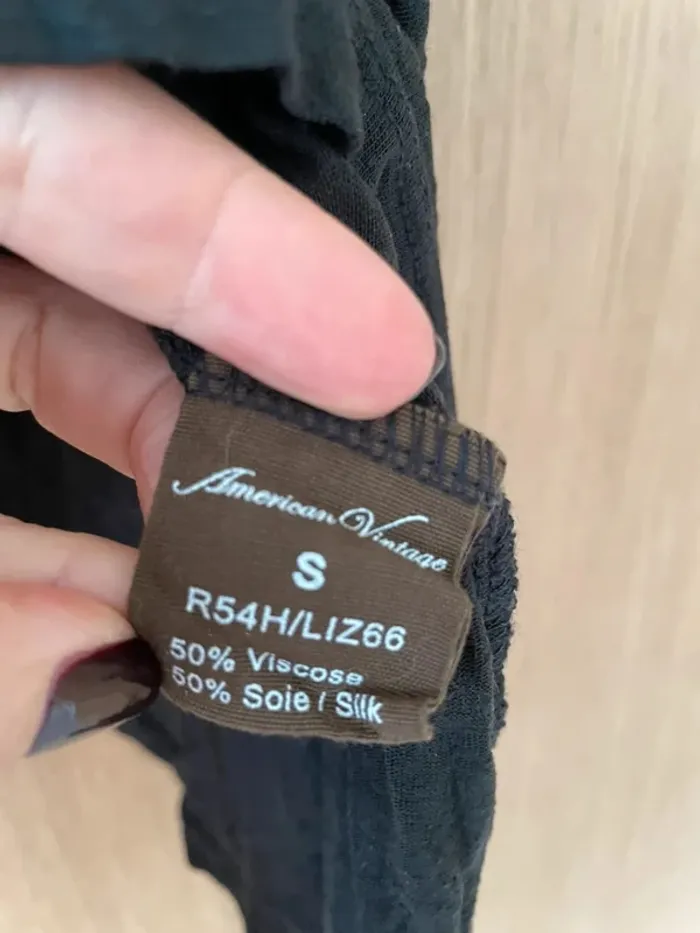 American Vintage
S
R54H/LIZ66
50% Viscose
50% Soie / Silk